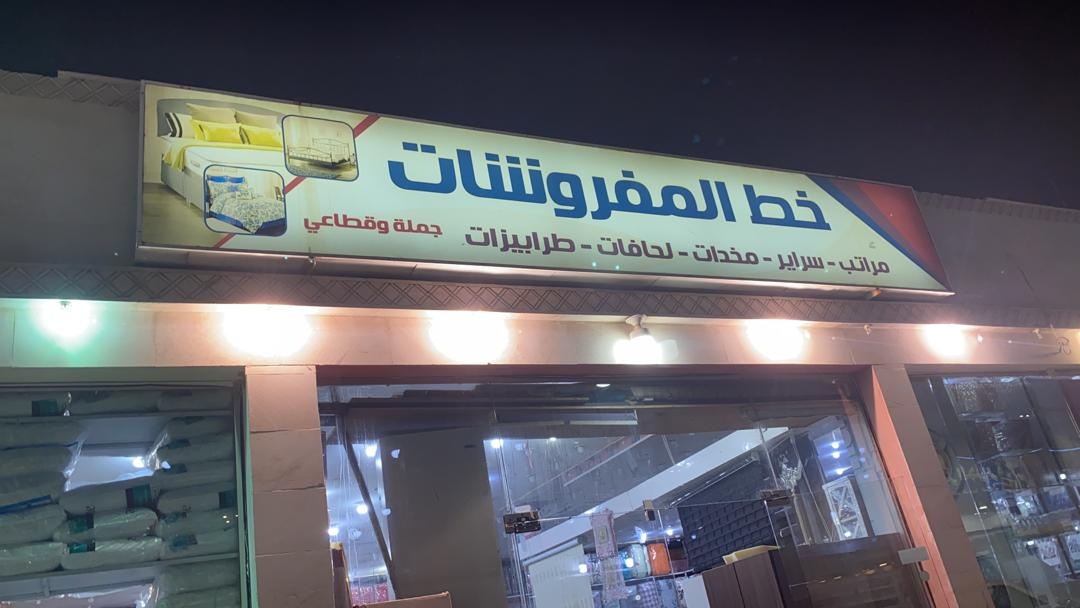 خط المفروشات
مراتب - سراير - مخدات - لحافات - طرابيزات
جملة وقطاعي